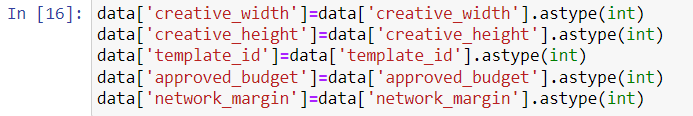 In [16]: data['creative_width']=data['creative_width'].astype(int)
data['creative_height']=data['creative_height'].astype(int)
data['template_id']=data['template_id'].astype(int)
data['approved_budget']=data['approved_budget'].astype(int)
data['network_margin']=data['network_margin'].astype(int)